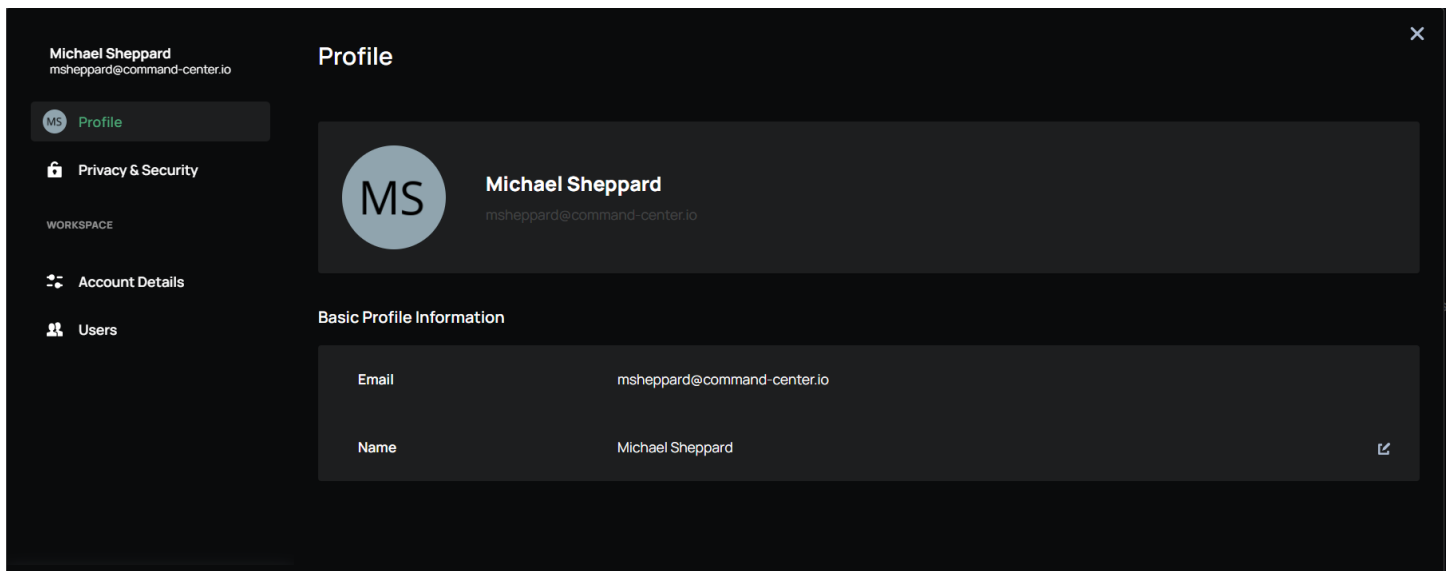 Michael Sheppard
msheppard@command-center.io
MS Profile
Privacy & Security
WORKSPACE
Account Details
Users
Profile
MS
Michael Sheppard
msheppard@command-center.io
Basic Profile Information
Email msheppard@command-center.io
Name Michael Sheppard